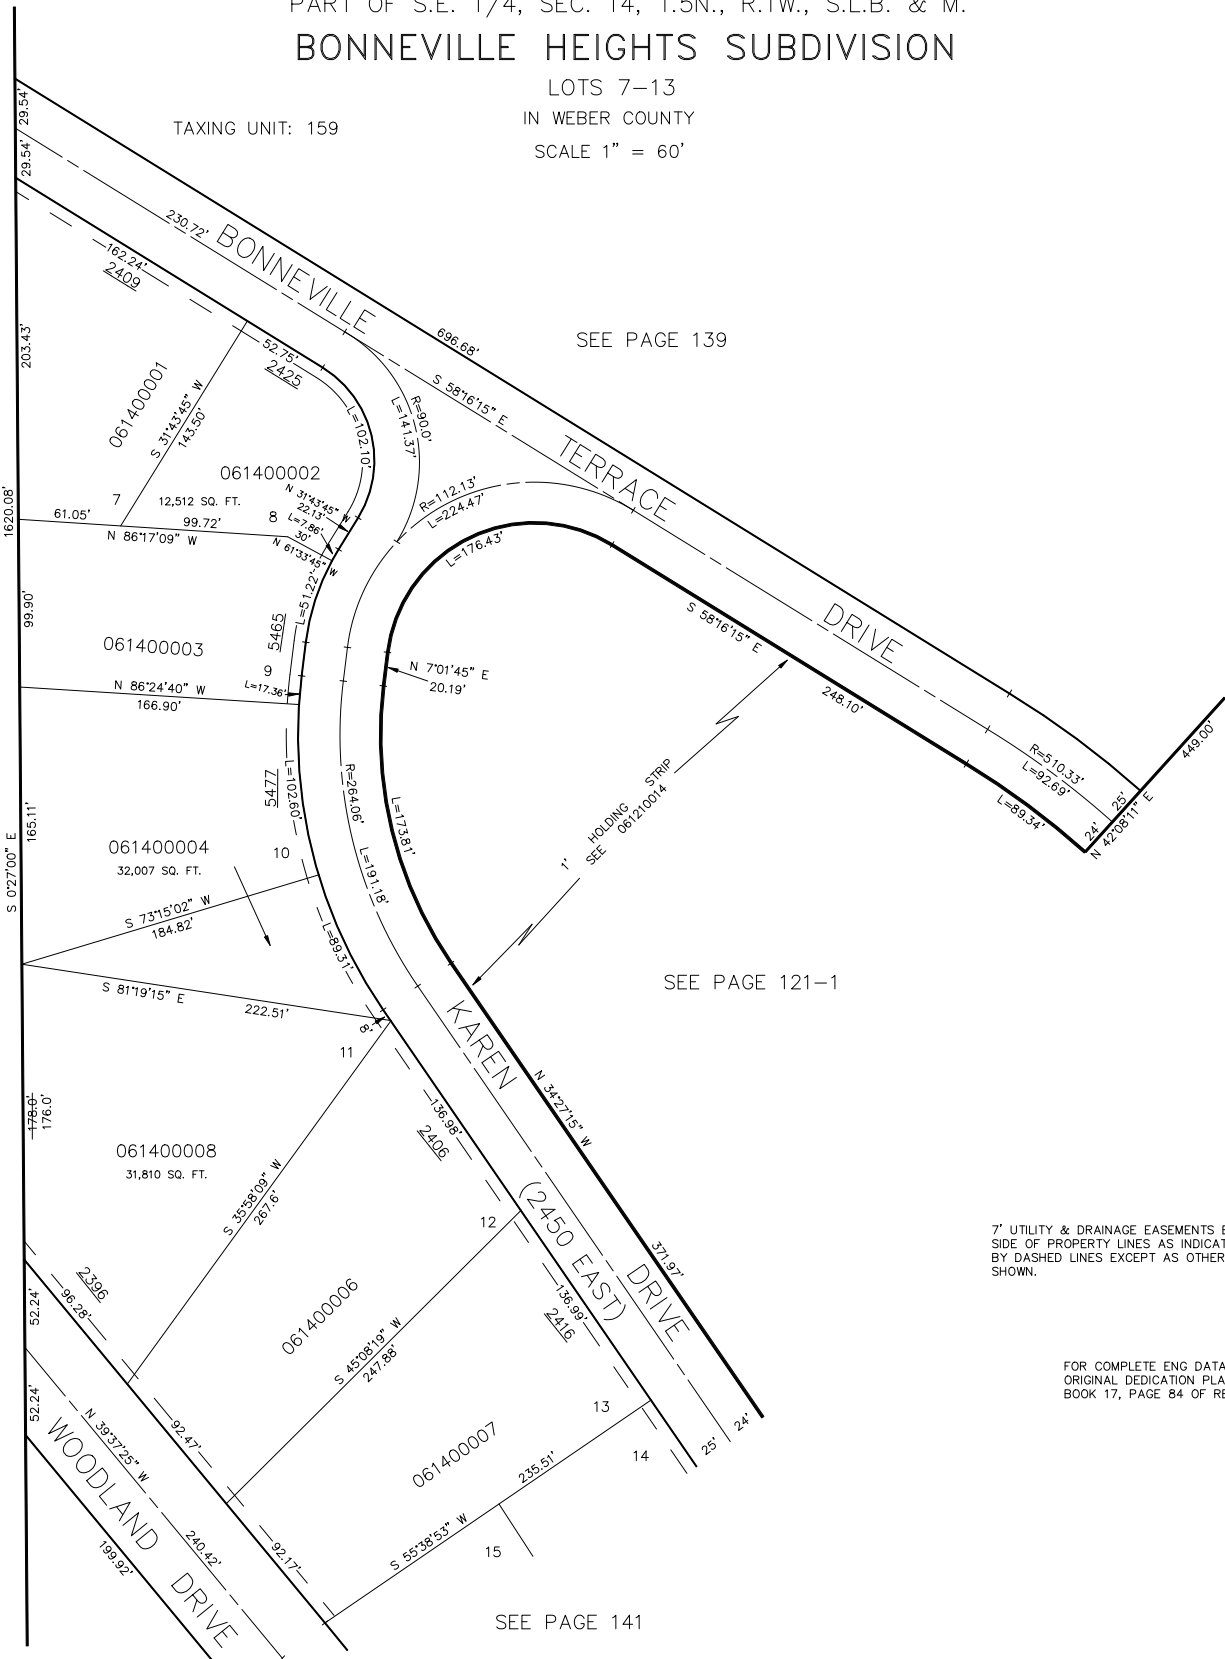 PART OF S.E. 1/4, SEC. 14, T.5N., R.1W., S.L.B. & M.
BONNEVILLE HEIGHTS SUBDIVISION
LOTS 7-13
IN WEBER COUNTY
SCALE 1" = 60'
TAXING UNIT: 159
29.54'
29.54'
230.72'
BONNEVILLE
162.24'
2409
696.68'
SEE PAGE 139
203.43'
52.75'
2425
S 58°16'15" E
R=90.0'
L=141.37'
L=102.10'
061400001
S 31°43'45" W
143.50'
TERRACE
061400002
12,512 SQ. FT.
7
8
N 31°43'45" W
22.13'
L=7.86'
30'
N 61°33'45" W
R=112.13'
L=224.47'
L=176.43'
1620.08'
61.05'
99.72'
N 86°17'09" W
99.90'
L=51.22'
5465
061400003
9
DRIVE
S 58°16'15" E
248.10'
N 7°01'45" E
20.19'
N 86°24'40" W
166.90'
L=17.36'
R=510.33'
L=92.69'
449.00'
25'
24'
N 42°08'11" E
L=89.34'
5477
L=102.60'
R=264.06'
L=173.81'
L=191.18'
1' HOLDING STRIP
SEE 061210014
165.11'
S 0°27'00" E
061400004
32,007 SQ. FT.
10
S 73°15'02" W
184.82'
L=89.31'
SEE PAGE 121-1
S 81°19'15" E
222.51'
8'
11
KAREN
N 34°27'15" W
178.0'
176.0'
136.98'
2406
061400008
31,810 SQ. FT.
S 35°58'09" W
267.6'
12
(2450 EAST)
371.97'
DRIVE
7' UTILITY & DRAINAGE EASEMENTS
SIDE OF PROPERTY LINES AS
BY DASHED LINES EXCEPT AS
SHOWN.
2396
96.28'
52.24'
061400006
136.99'
2416
S 45°08'19" W
247.88'
FOR COMPLETE ENG DATA
ORIGINAL DEDICATION
BOOK 17, PAGE 84 OF
52.24'
N 39°37'25" W
WOODLAND DRIVE
92.47'
13
14
25'
24'
061400007
235.51'
S 55°38'53" W
15
92.17'
240.42'
199.92'
SEE PAGE 141